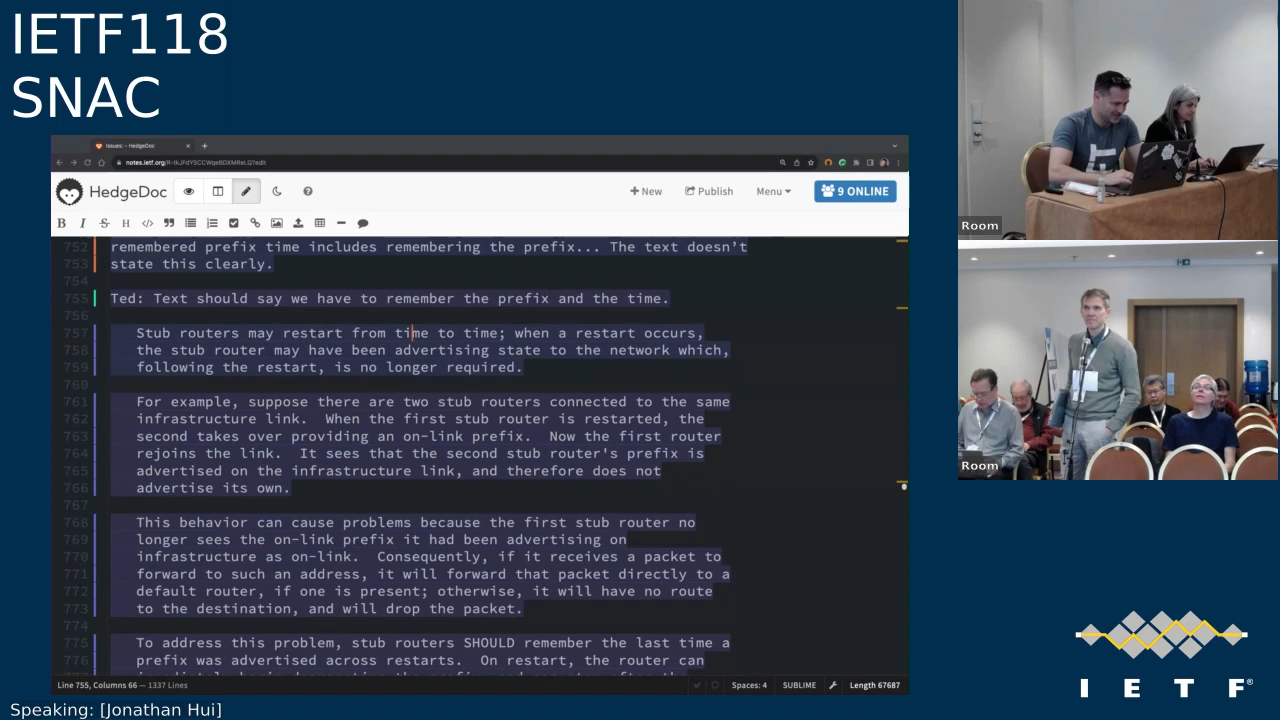 IETF118
SNAC
Issues: - HedgeDoc
HedgeDoc
New
Publish
Menu
9 ONLINE
B I H
752 remembered prefix time includes remembering the prefix... The text doesn't
753 state this clearly.
754
755 Ted: Text should say we have to remember the prefix and the time.
756
757 Stub routers may restart from time to time; when a restart occurs,
758 the stub router may have been advertising state to the network which,
759 following the restart, is no longer required.
760
761 For example, suppose there are two stub routers connected to the same
762 infrastructure link. When the first stub router is restarted, the
763 second takes over providing an on-link prefix. Now the first router
764 rejoins the link. It sees that the second stub router's prefix is
765 advertised on the infrastructure link, and therefore does not
766 advertise its own.
767
768 This behavior can cause problems because the first stub router no
769 longer sees the on-link prefix it had been advertising on
770 infrastructure as on-link. Consequently, if it receives a packet to
771 forward to such an address, it will forward that packet directly to a
772 default router, if one is present; otherwise, it will have no route
773 to the destination, and will drop the packet.
774
775 To address this problem, stub routers SHOULD remember the last time a
776 prefix was advertised across restarts. On restart, the router can
Line 755, Columns 66 — 1337 Lines
Spaces: 4
SUBLIME
Length 67687
Room
Room
I E T F®
Speaking: [Jonathan Hui]